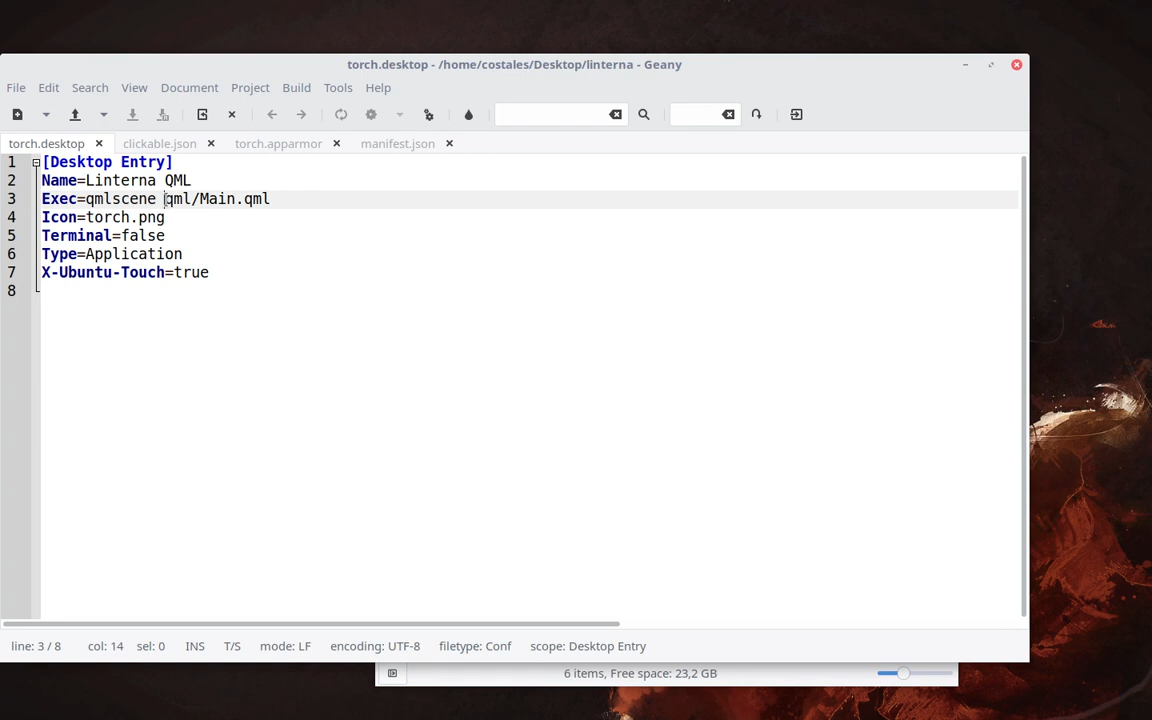 torch.desktop - /home/costales/Desktop/linterna - Geany
File Edit Search View Document Project Build Tools Help
torch.desktop clickable.json torch.apparmor manifest.json
1 [Desktop Entry]
2 Name=Linterna QML
3 Exec=qmlscene qml/Main.qml
4 Icon=torch.png
5 Terminal=false
6 Type=Application
7 X-Ubuntu-Touch=true
8
line: 3 / 8 col: 14 sel: 0 INS T/S mode: LF encoding: UTF-8 filetype: Conf scope: Desktop Entry
6 items, Free space: 23,2 GB